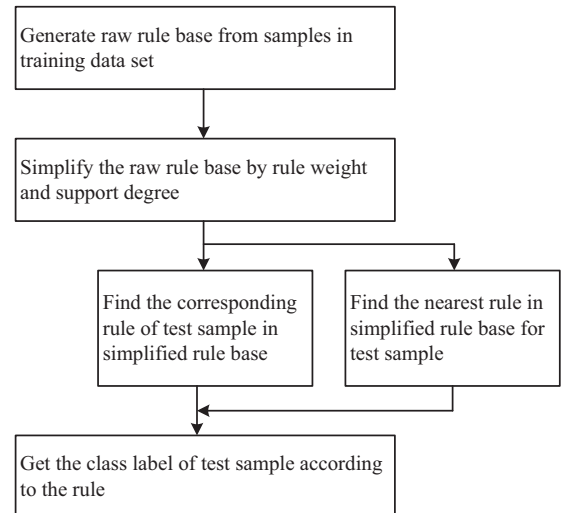 Generate raw rule base from samples in
training data set
Simplify the raw rule base by rule weight
and support degree
Find the corresponding
rule of test sample in
simplified rule base
Find the nearest rule in
simplified rule base for
test sample
Get the class label of test sample according
to the rule